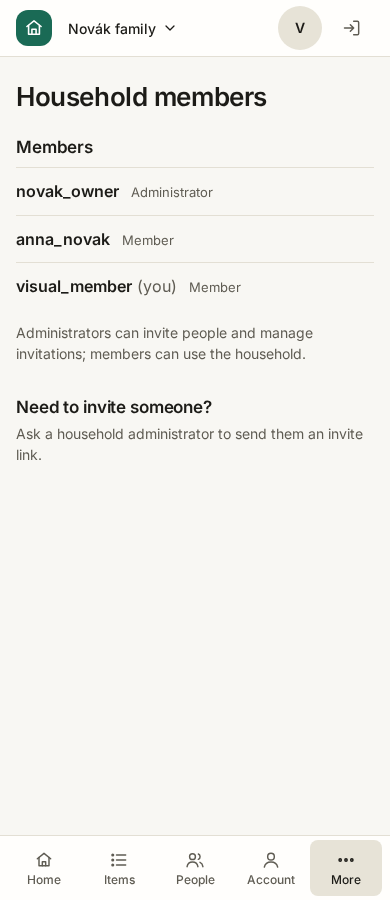 Novák family
V
Household members
Members
novak_owner Administrator
anna_novak Member
visual_member (you) Member
Administrators can invite people and manage
invitations; members can use the household.
Need to invite someone?
Ask a household administrator to send them an invite
link.
Home Items People Account More